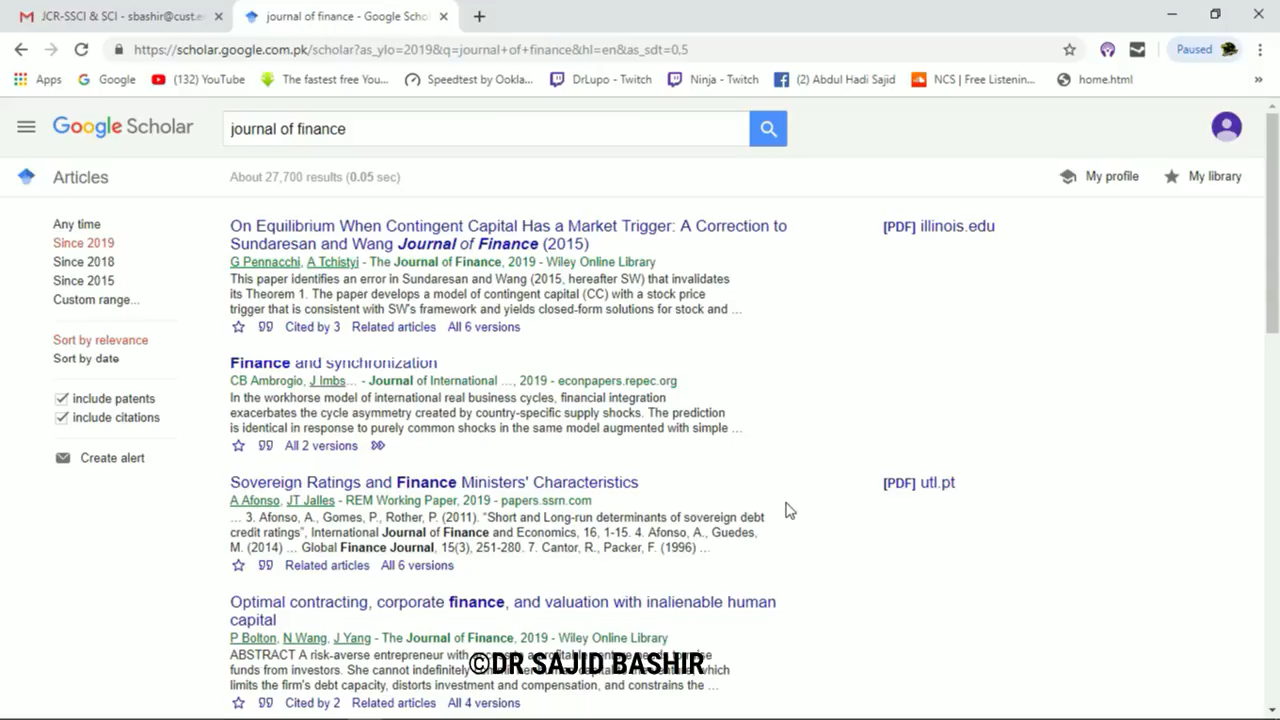 JCR-SSCI & SCI - sbashir@cust.e
journal of finance - Google Scho
https://scholar.google.com.pk/scholar?as_ylo=2019&q=journal+of+finance&hl=en&as_sdt=0,5
Paused
Apps
Google
(132) YouTube
The fastest free You...
Speedtest by Ookla...
DrLupo - Twitch
Ninja - Twitch
(2) Abdul Hadi Sajid
NCS | Free Listenin...
home.html
»
Google Scholar
journal of finance
Articles
About 27,700 results (0.05 sec)
My profile
My library
Any time
Since 2019
Since 2018
Since 2015
Custom range...
Sort by relevance
Sort by date
include patents
include citations
Create alert
On Equilibrium When Contingent Capital Has a Market Trigger: A Correction to
Sundaresan and Wang Journal of Finance (2015)
G Pennacchi, A Tchistyi - The Journal of Finance, 2019 - Wiley Online Library
This paper identifies an error in Sundaresan and Wang (2015, hereafter SW) that invalidates
its Theorem 1. The paper develops a model of contingent capital (CC) with a stock price
trigger that is consistent with SW's framework and yields closed-form solutions for stock and ...
Cited by 3 Related articles All 6 versions
[PDF] illinois.edu
Finance and synchronization
CB Ambrogio, J Imbs... - Journal of International ..., 2019 - econpapers.repec.org
In the workhorse model of international real business cycles, financial integration
exacerbates the cycle asymmetry created by country-specific supply shocks. The prediction
is identical in response to purely common shocks in the same model augmented with simple ...
All 2 versions
Sovereign Ratings and Finance Ministers' Characteristics
A Afonso, JT Jalles - REM Working Paper, 2019 - papers.ssrn.com
... 3. Afonso, A., Gomes, P., Rother, P. (2011). "Short and Long-run determinants of sovereign debt
credit ratings", International Journal of Finance and Economics, 16, 1-15. 4. Afonso, A., Guedes,
M. (2014) ... Global Finance Journal, 15(3), 251-280. 7. Cantor, R., Packer, F. (1996) ...
Related articles All 6 versions
[PDF] utl.pt
Optimal contracting, corporate finance, and valuation with inalienable human
capital
P Bolton, N Wang, J Yang - The Journal of Finance, 2019 - Wiley Online Library
ABSTRACT A risk-averse entrepreneur with
funds from investors. She cannot indefinitely which
limits the firm's debt capacity, distorts investment and compensation, and constrains the ...
Cited by 2 Related articles All 4 versions
©DR SAJID BASHIR